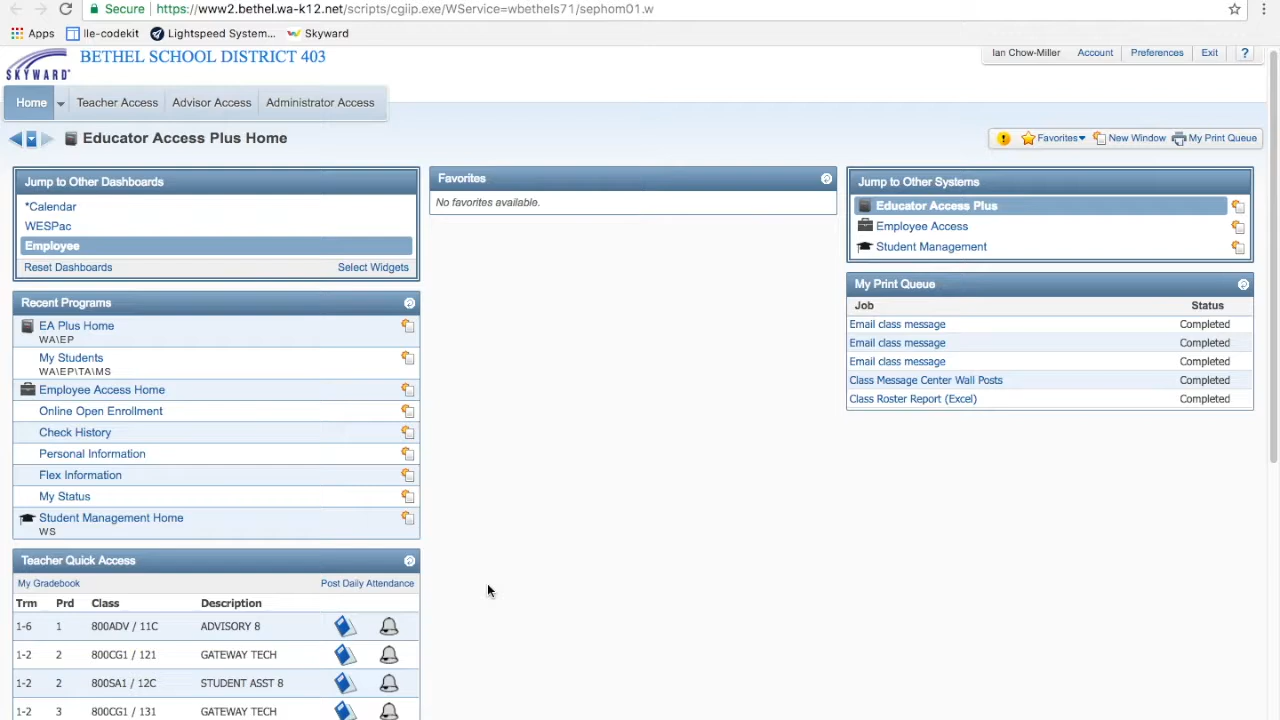 Secure
https://www2.bethel.wa-k12.net/scripts/cgiip.exe/WService=wbethels71/sephom01.w
Apps
lle-codekit
Lightspeed System...
Skyward
SKYWARD
BETHEL SCHOOL DISTRICT 403
Ian Chow-Miller
Account
Preferences
Exit
?
Home
Teacher Access
Advisor Access
Administrator Access
Educator Access Plus Home
Favorites
New Window
My Print Queue
Jump to Other Dashboards
*Calendar
WESPac
Employee
Reset Dashboards
Select Widgets
Recent Programs
EA Plus Home
WA\EP
My Students
WA\EP\TA\MS
Employee Access Home
Online Open Enrollment
Check History
Personal Information
Flex Information
My Status
Student Management Home
WS
Teacher Quick Access
My Gradebook
Post Daily Attendance
Trm Prd Class Description
1-6 1 800ADV / 11C ADVISORY 8
1-2 2 800CG1 / 121 GATEWAY TECH
1-2 2 800SA1 / 12C STUDENT ASST 8
1-2 3 800CG1 / 131 GATEWAY TECH
Favorites
No favorites available.
Jump to Other Systems
Educator Access Plus
Employee Access
Student Management
My Print Queue
Job Status
Email class message Completed
Email class message Completed
Email class message Completed
Class Message Center Wall Posts Completed
Class Roster Report (Excel) Completed